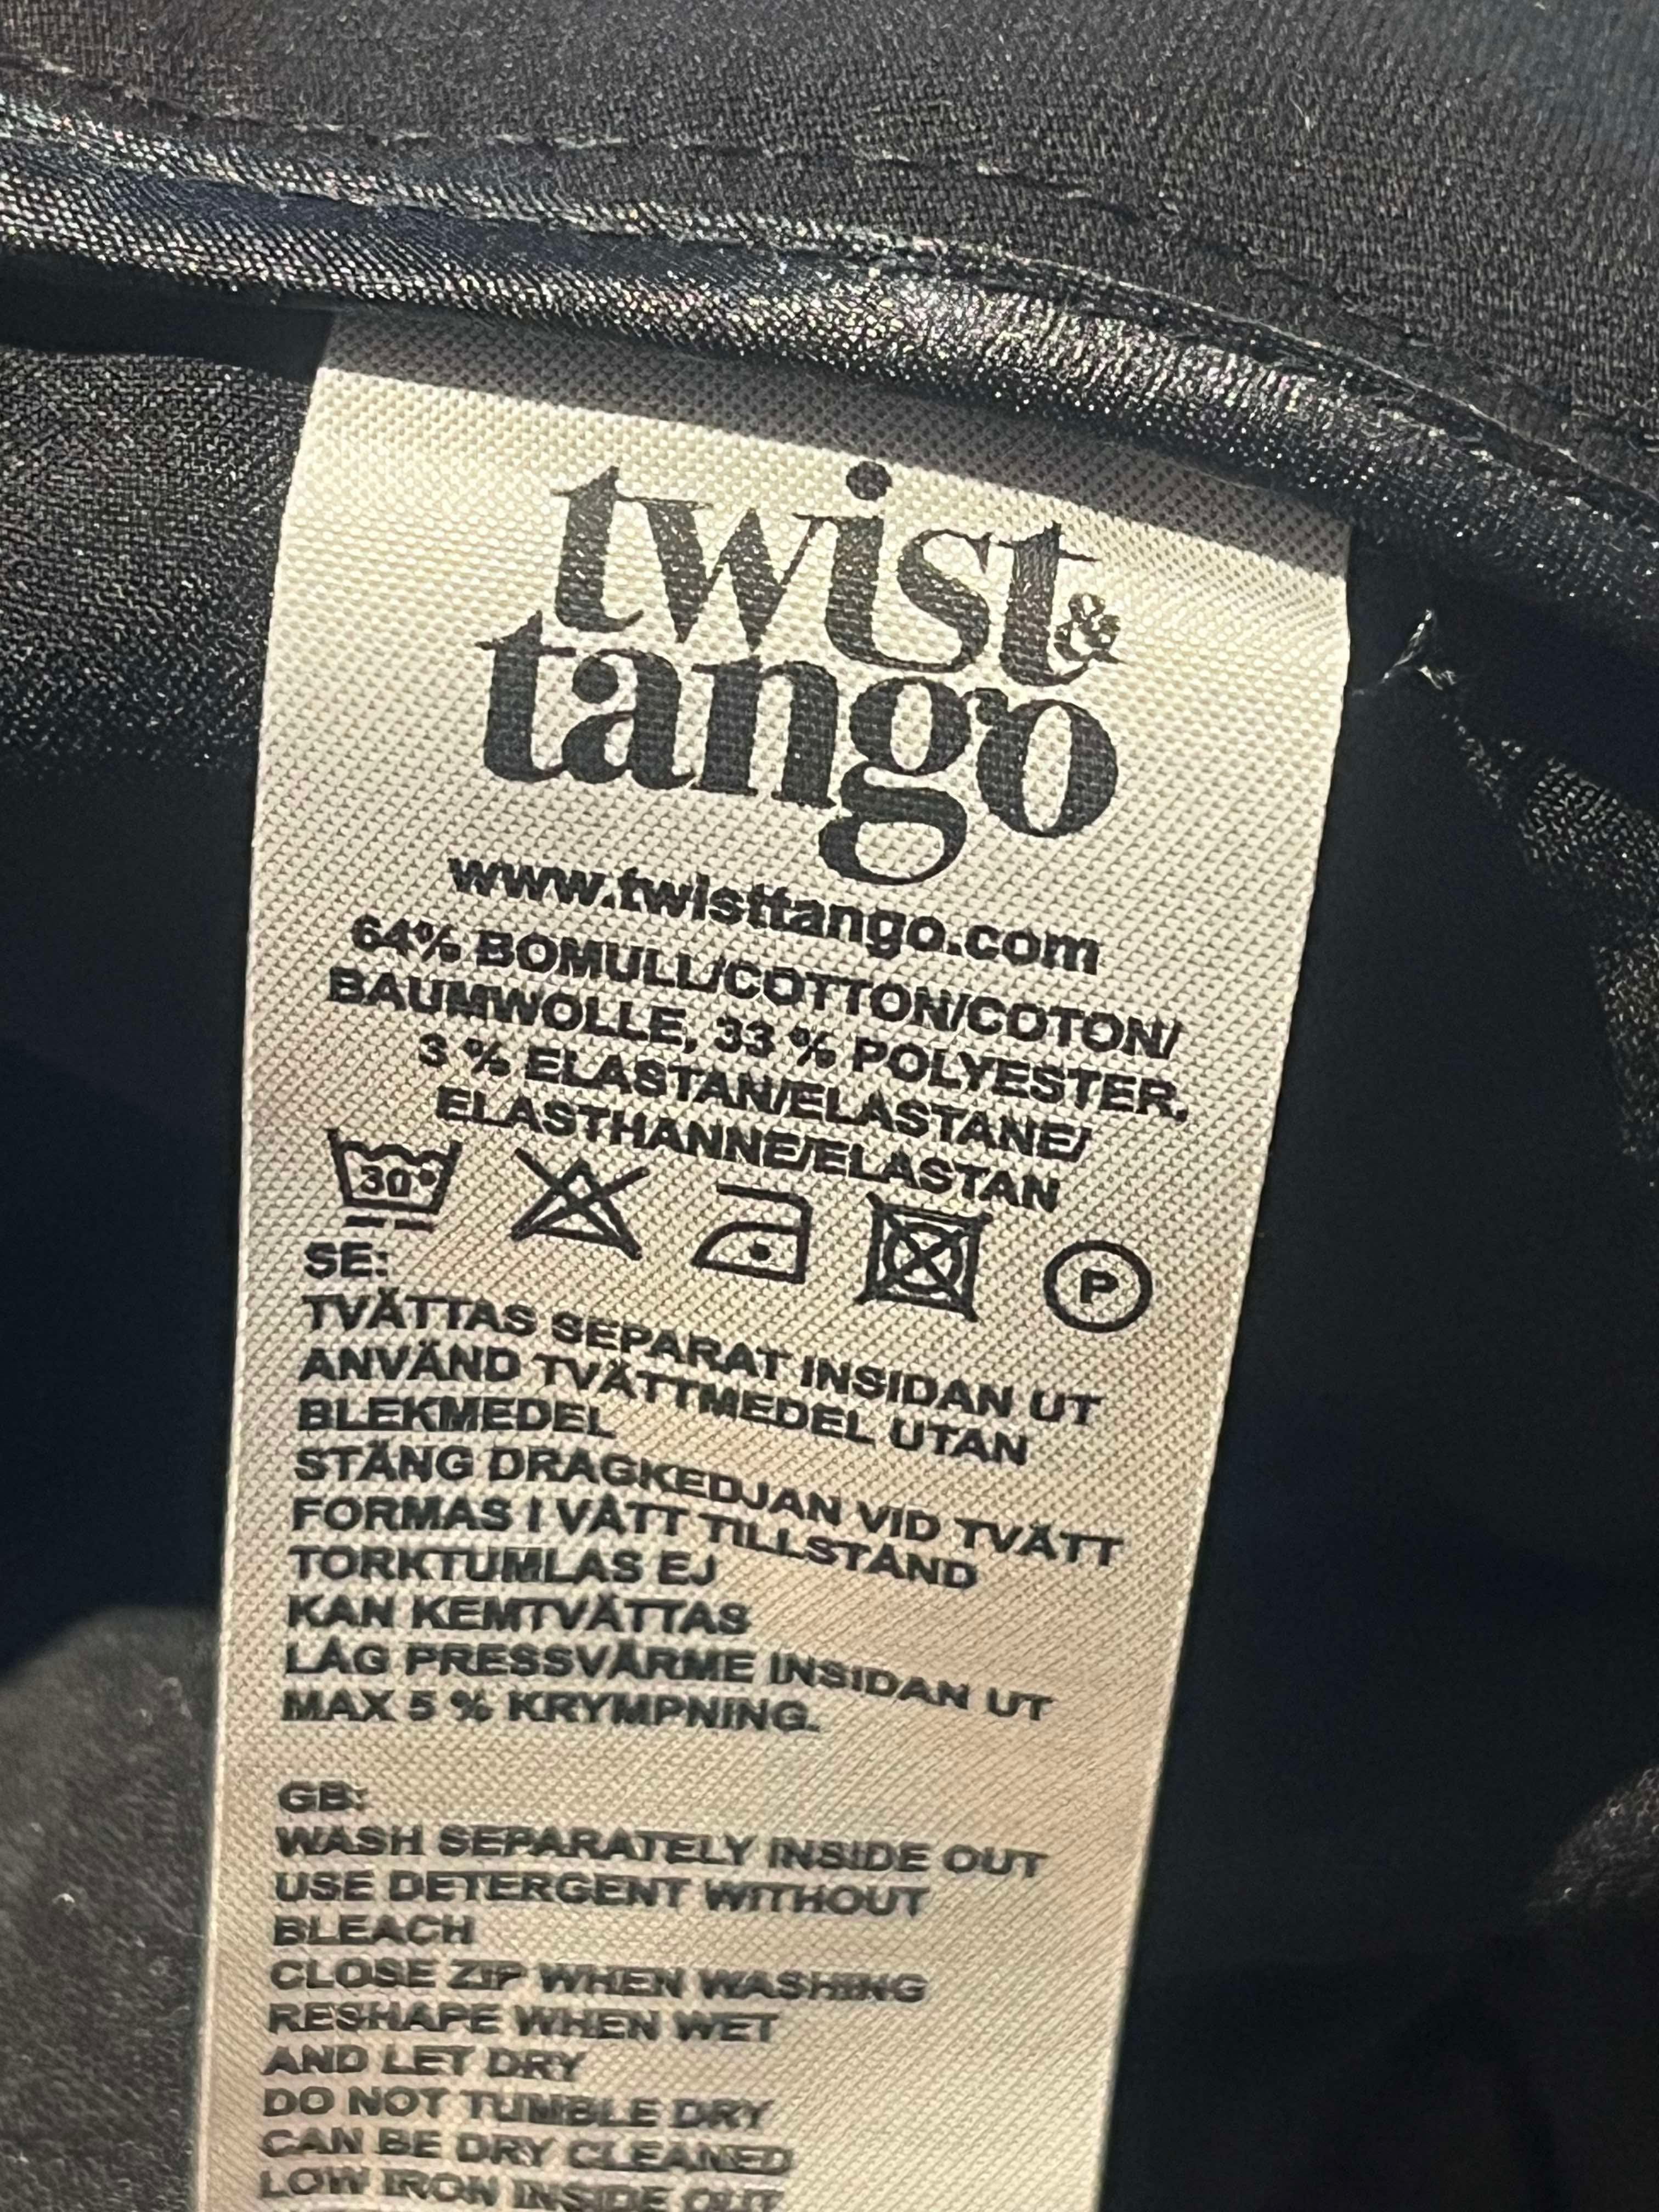 twist &
tango
www.twisttango.com
64% BOMULL/COTTON/COTON/
BAUMWOLLE, 33 % POLYESTER,
3 % ELASTAN/ELASTANE/
ELASTHANNE/ELASTAN
30° P
SE:
TVÄTTAS SEPARAT INSIDAN UT
ANVÄND TVÄTTMEDEL UTAN
BLEKMEDEL
STÄNG DRAGKEDJAN VID TVÄTT
FORMAS I VÅTT TILLSTÅND
TORKTUMLAS EJ
KAN KEMTVÄTTAS
LÅG PRESSVÄRME INSIDAN UT
MAX 5 % KRYMPNING.
GB:
WASH SEPARATELY INSIDE OUT
USE DETERGENT WITHOUT
BLEACH
CLOSE ZIP WHEN WASHING
RESHAPE WHEN WET
AND LET DRY
DO NOT TUMBLE DRY
CAN BE DRY CLEANED
LOW IRON INSIDE OUT